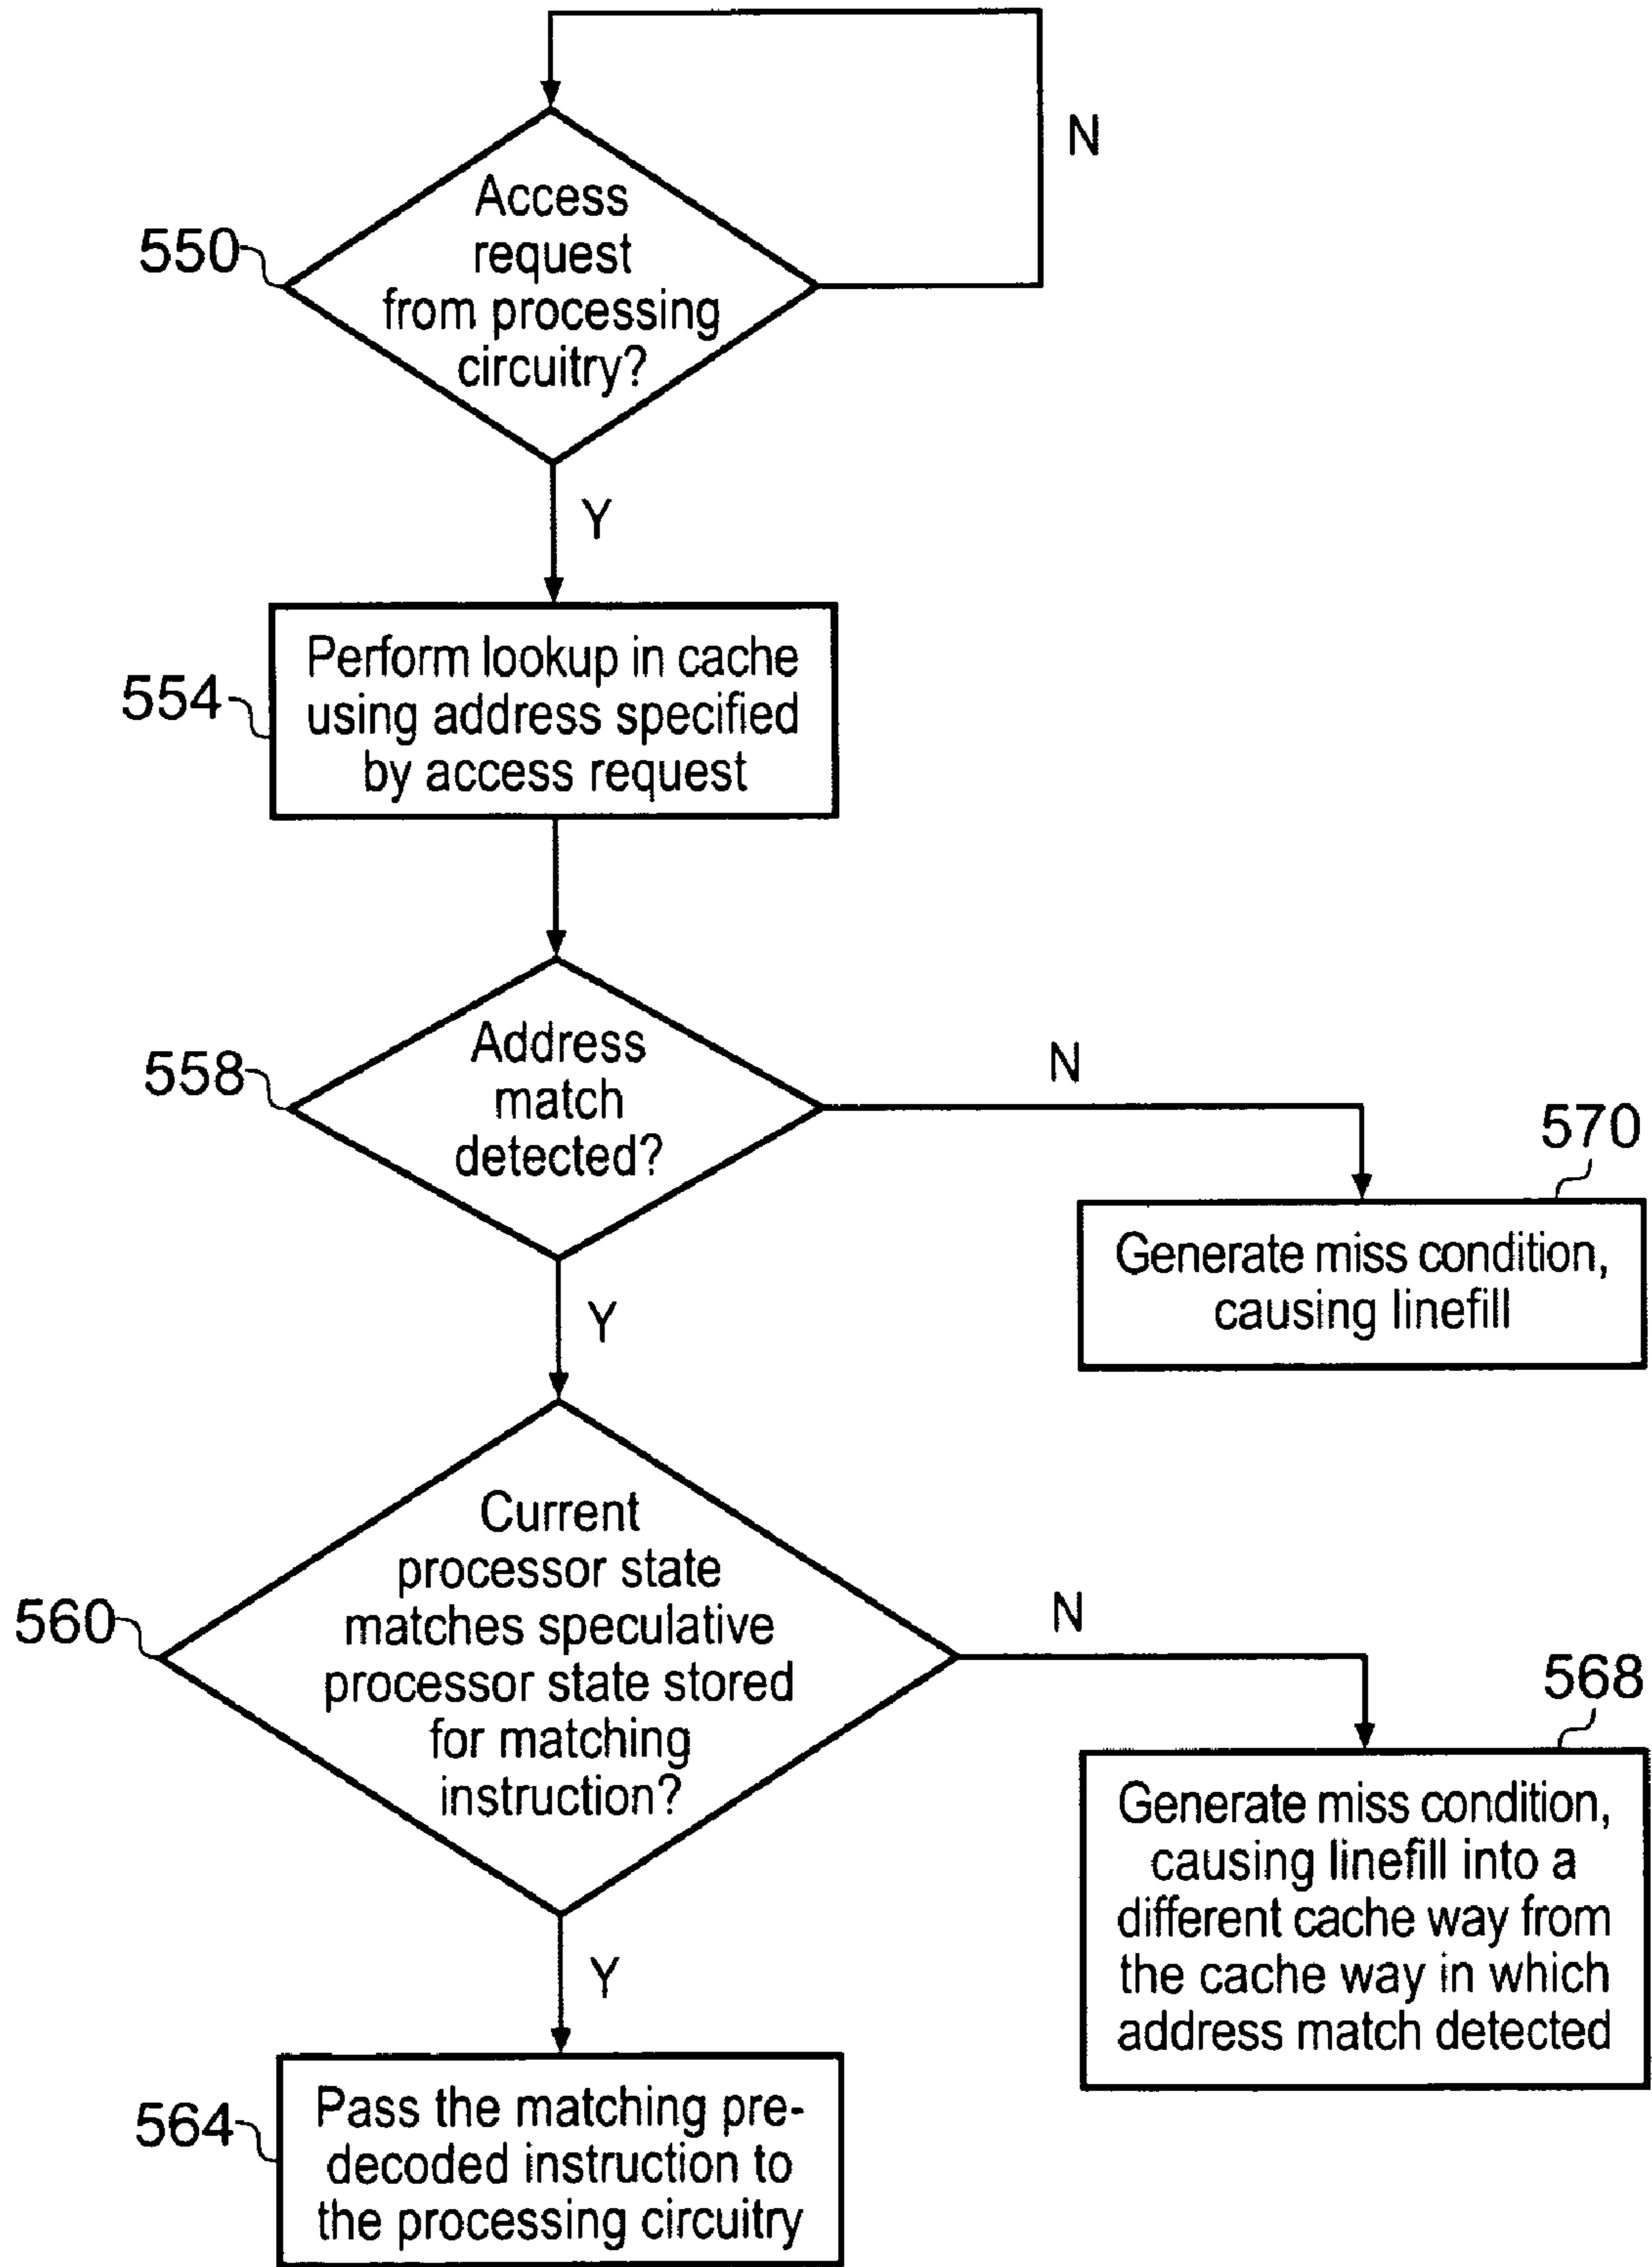 N
Access
request
from processing
circuitry?
550
Y
Perform lookup in cache
using address specified
by access request
554
Address
match
detected?
558
N
570
Generate miss condition,
causing linefill
Y
Current
processor state
matches speculative
processor state stored
for matching
instruction?
560
N
568
Generate miss condition,
causing linefill into a
different cache way from
the cache way in which
address match detected
Y
Pass the matching pre-
decoded instruction to
the processing circuitry
564